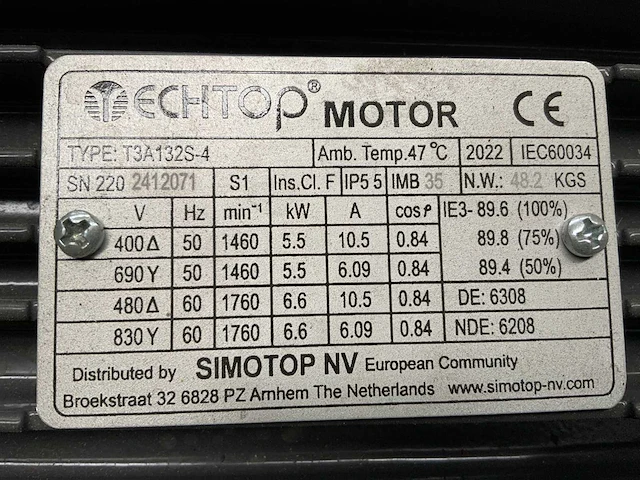 TECHTOP® MOTOR CE
TYPE: T3A132S-4 Amb. Temp.47 °C 2022 IEC60034
SN 220 2412071 S1 Ins.Cl. F IP5 5 IMB 35 N.W.: 48.2 KGS
V Hz min⁻¹ kW A cosφ IE3- 89.6 (100%)
400Δ 50 1460 5.5 10.5 0.84 89.8 (75%)
690Y 50 1460 5.5 6.09 0.84 89.4 (50%)
480Δ 60 1760 6.6 10.5 0.84 DE: 6308
830Y 60 1760 6.6 6.09 0.84 NDE: 6208
Distributed by SIMOTOP NV European Community
Broekstraat 32 6828 PZ Arnhem The Netherlands www.simotop-nv.com